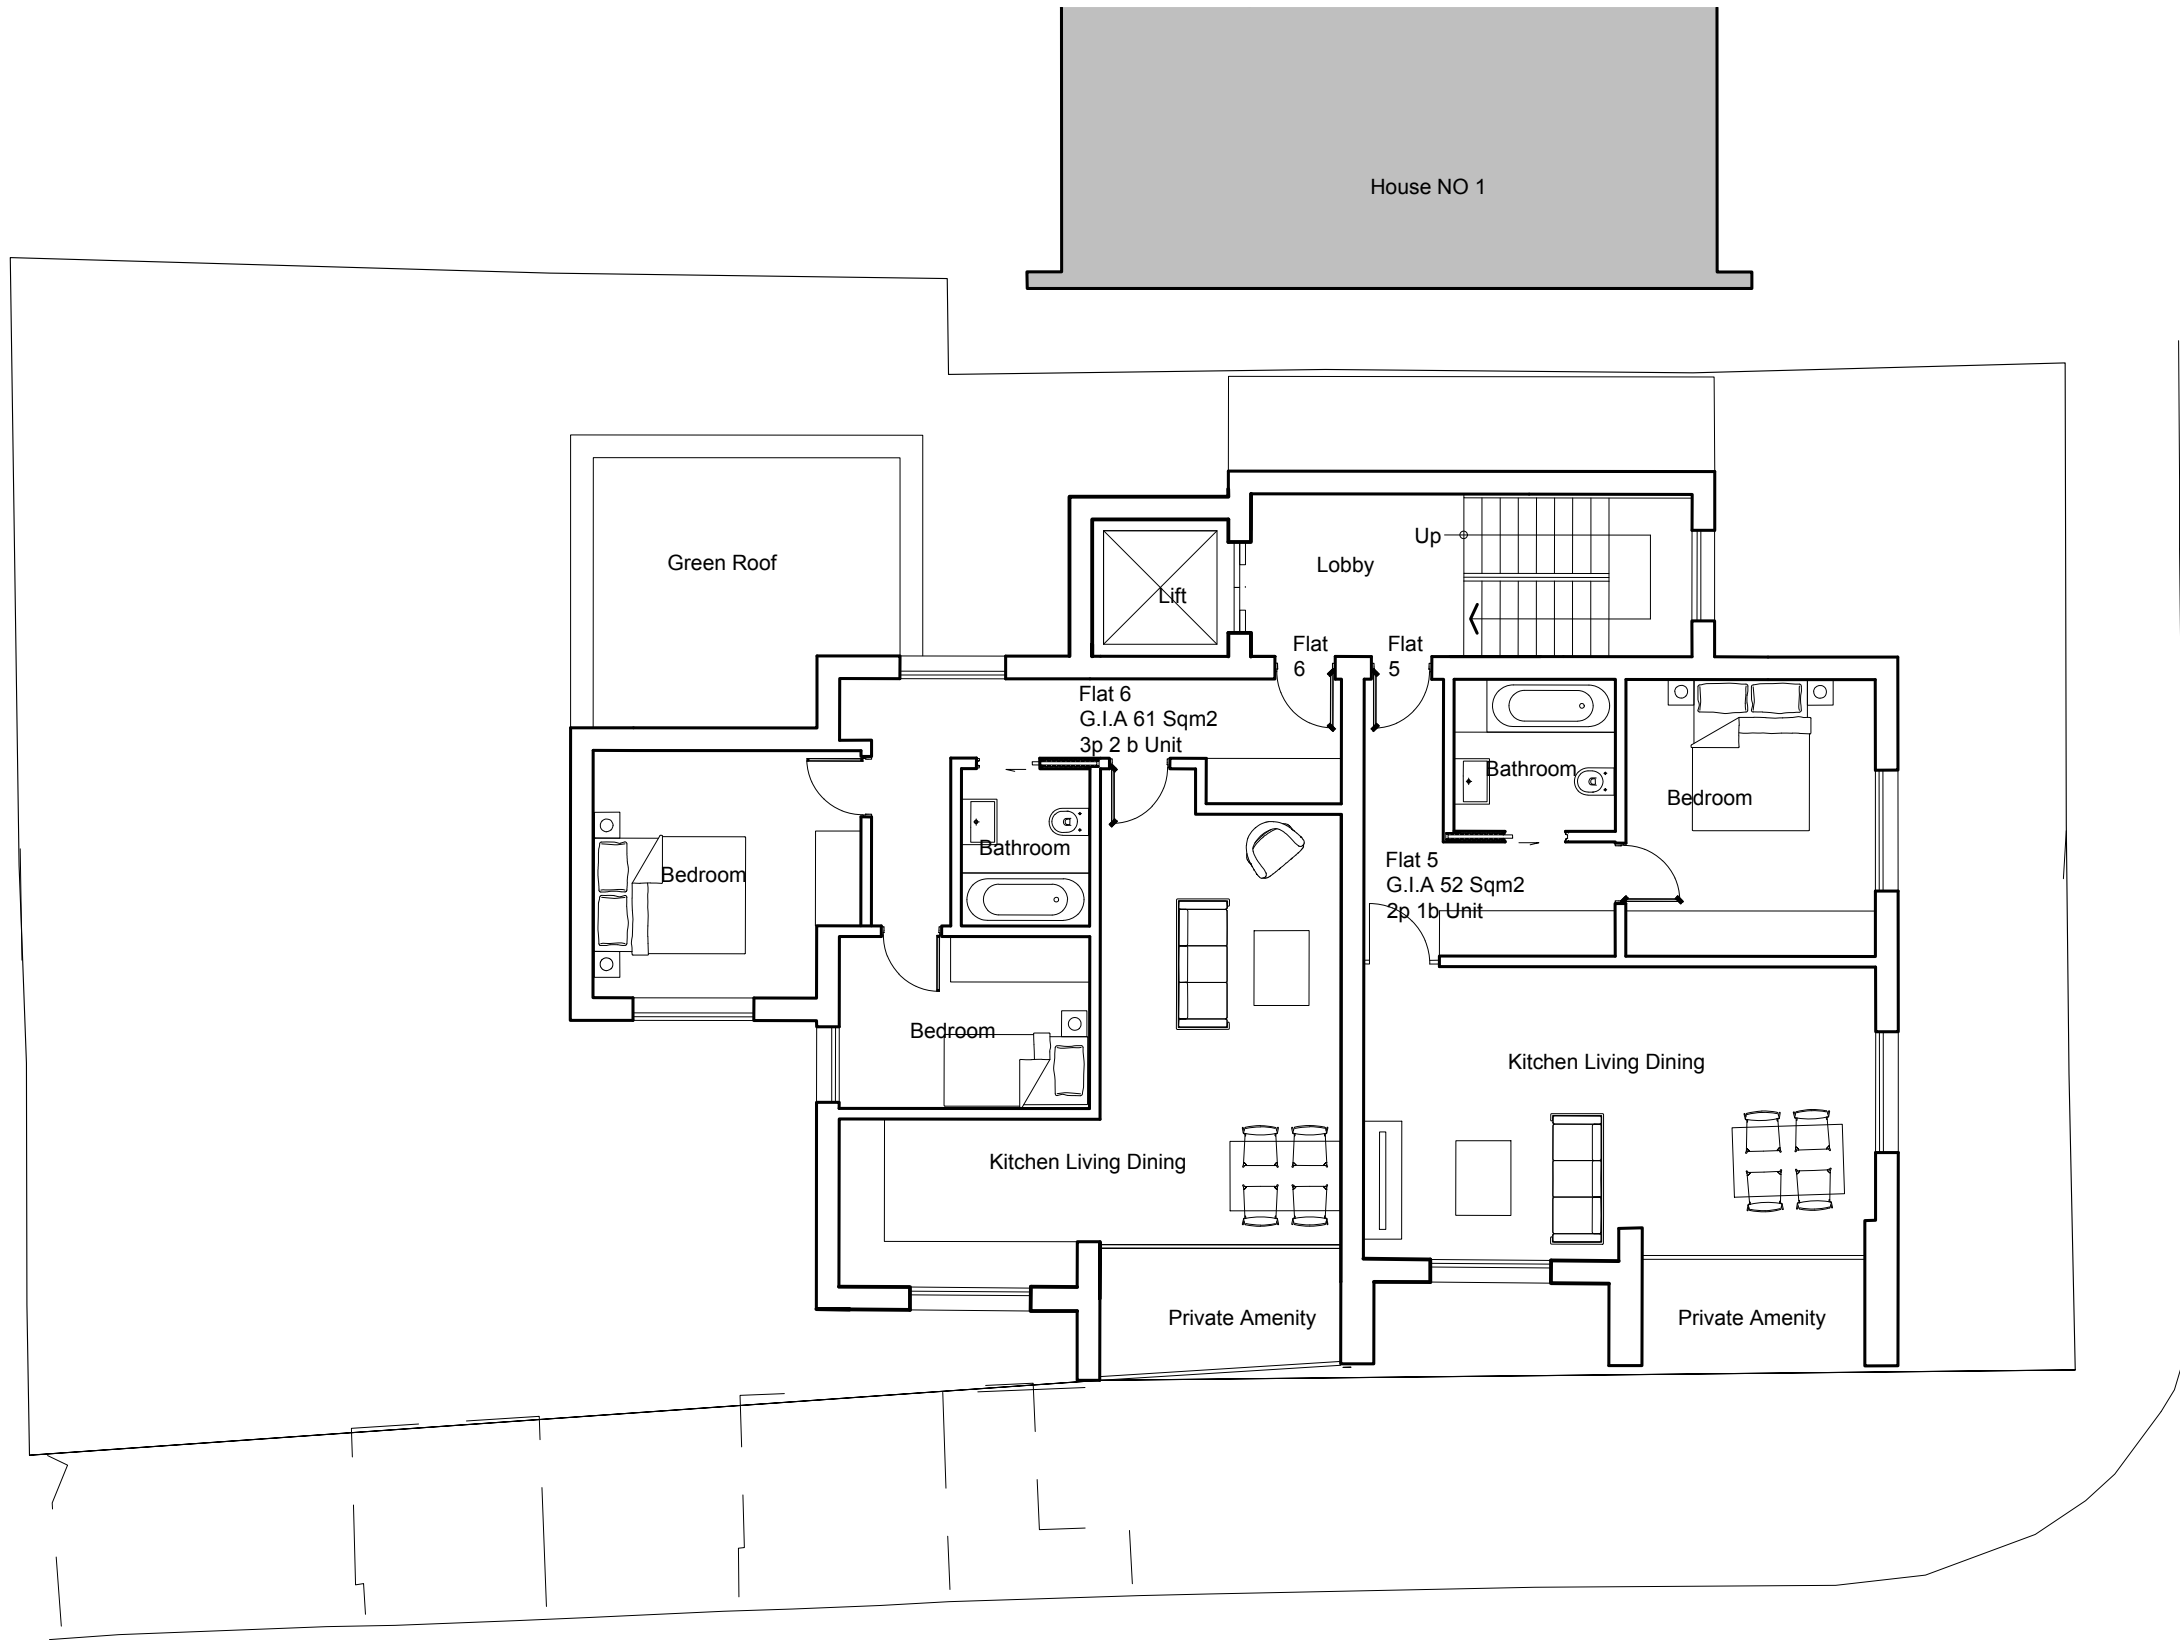 House NO 1
Green Roof
Up
Lobby
Lift
Flat
6
Flat
5
Flat 6
G.I.A 61 Sqm2
3p 2 b Unit
Bathroom
Bedroom
Bathroom
Bedroom
Flat 5
G.I.A 52 Sqm2
2p 1b Unit
Bedroom
Kitchen Living Dining
Kitchen Living Dining
Private Amenity
Private Amenity